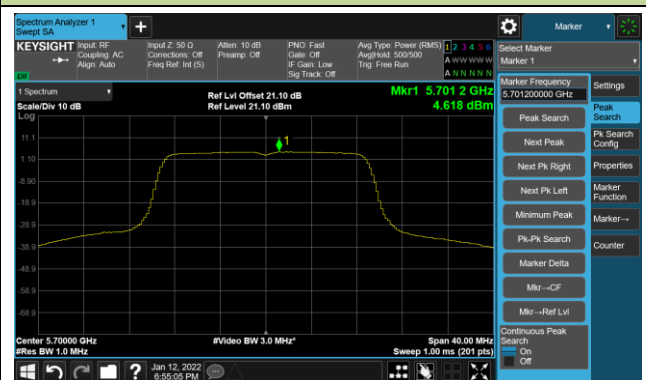 Spectrum Analyzer 1
Swept SA
Marker
KEYSIGHT
Input: RF
Coupling: AC
Align: Auto
Input Z: 50 Ω
Corrections: Off
Freq Ref: Int (S)
Atten: 10 dB
Preamp: Off
PNO: Fast
Gate: Off
IF Gain: Low
Sig Track: Off
Avg Type: Power (RMS)
Avg|Hold: 500/500
Trig: Free Run
1 2 3 4 5 6
A W W W W W
A N N N N N
Select Marker
Marker 1
LXI
1 Spectrum
Scale/Div 10 dB
Log
Ref Lvl Offset 21.10 dB
Ref Level 21.10 dBm
Mkr1 5.701 2 GHz
4.618 dBm
11.1
1.10
-8.90
-18.9
-28.9
-38.9
-48.9
-58.9
-68.9
1
Center 5.70000 GHz
#Res BW 1.0 MHz
#Video BW 3.0 MHz*
Span 40.00 MHz
Sweep 1.00 ms (201 pts)
Marker Frequency
5.701200000 GHz
Peak Search
Next Peak
Next Pk Right
Next Pk Left
Minimum Peak
Pk-Pk Search
Marker Delta
Mkr→CF
Mkr→Ref Lvl
Continuous Peak
Search
On
Off
Settings
Peak
Search
Pk Search
Config
Properties
Marker
Function
Marker→
Counter
?
Jan 12, 2022
6:55:05 PM